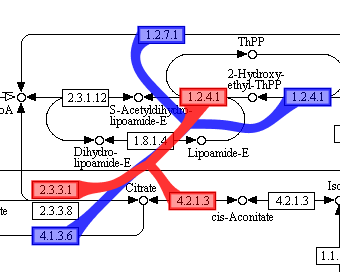 1.2.7.1
ThPP
2-Hydroxy-
ethyl-ThPP
oA
2.3.1.12
S-Acetyldihydro
lipoamide-E
1.2.4.1
1.2.4.1
1.8.1.4
Dihydro-
lipoamide-E
Lipoamide-E
2.3.3.1
Citrate
4.2.1.3
4.2.1.3
Iso
te
2.3.3.8
cis-Aconitate
4.1.3.6
1.1.